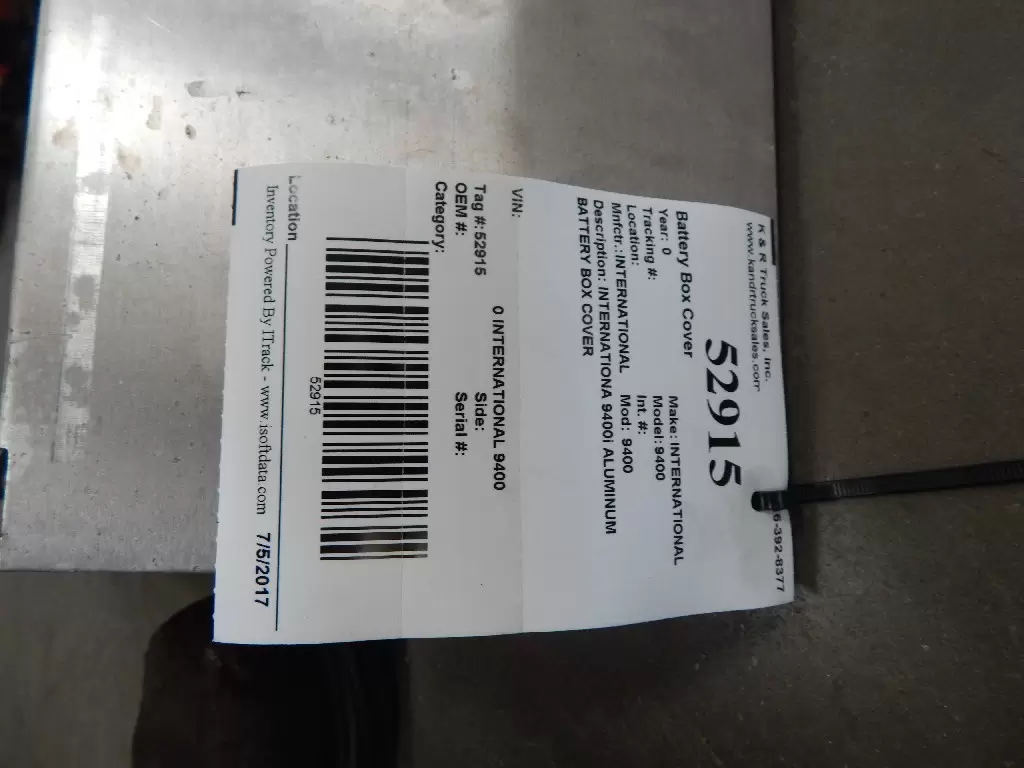 K & R Truck Sales, Inc.
www.kandrtrucksales.com 6-392-8377
52915
Battery Box Cover Make: INTERNATIONAL
Year: 0 Model: 9400
Tracking #: Int. #:
Location:
Mnfctr.: INTERNATIONAL Mod: 9400
Description: INTERNATIONA 9400I ALUMINUM
BATTERY BOX COVER
VIN:
0 INTERNATIONAL 9400
Tag #: 52915 Side:
OEM #: Serial #:
Category:
52915
Location
Inventory Powered By ITrack - www.isoftdata.com 7/5/2017